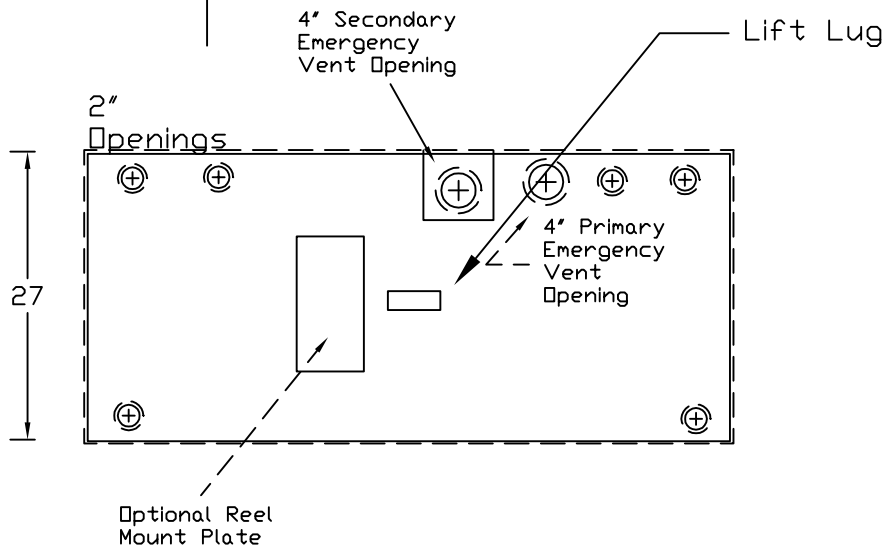 4" Secondary
Emergency
Vent Opening
Lift Lug
2"
Openings
4" Primary
Emergency
Vent
Opening
27
Optional Reel
Mount Plate